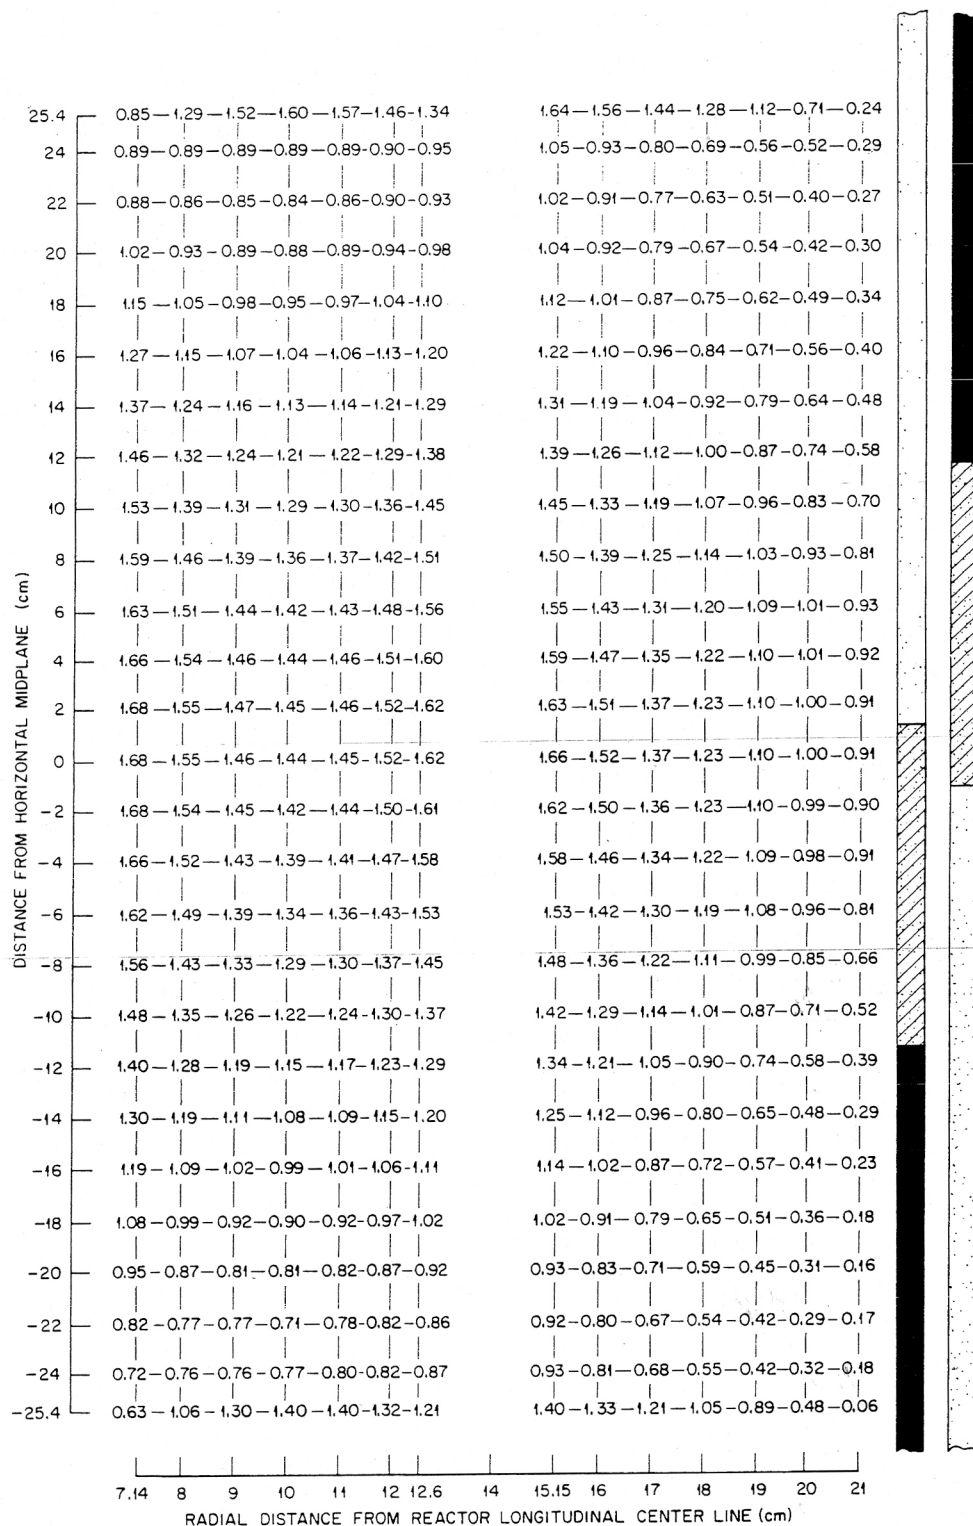 25.4 0.85—1.29—1.52—1.60—1.57—1.46-1.34 1.64—1.56—1.44—1.28—1.12—0.71—0.24
24 0.89—0.89—0.89—0.89—0.89—0.90-0.95 1.05—0.93—0.80—0.69—0.56—0.52—0.29
22 0.88—0.86—0.85—0.84—0.86—0.90—0.93 1.02—0.91—0.77—0.63—0.51—0.40—0.27
20 1.02—0.93—0.89—0.88—0.89-0.94-0.98 1.04—0.92—0.79—0.67—0.54—0.42—0.30
18 1.15—1.05—0.98—0.95—0.97—1.04-1.10 1.12—1.01—0.87—0.75—0.62—0.49—0.34
16 1.27—1.15—1.07—1.04—1.06-1.13-1.20 1.22—1.10—0.96—0.84—0.71—0.56—0.40
14 1.37—1.24—1.16—1.13—1.14—1.21-1.29 1.31—1.19—1.04—0.92—0.79—0.64—0.48
12 1.46—1.32—1.24—1.21—1.22—1.29-1.38 1.39—1.26—1.12—1.00—0.87—0.74—0.58
10 1.53—1.39—1.31—1.29—1.30-1.36-1.45 1.45—1.33—1.19—1.07—0.96—0.83—0.70
8 1.59—1.46—1.39—1.36—1.37—1.42-1.51 1.50—1.39—1.25—1.14—1.03—0.93—0.81
6 1.63—1.51—1.44—1.42—1.43—1.48-1.56 1.55—1.43—1.31—1.20—1.09—1.01—0.93
4 1.66—1.54—1.46—1.44—1.46—1.51-1.60 1.59—1.47—1.35—1.22—1.10—1.01—0.92
2 1.68—1.55—1.47—1.45—1.46—1.52-1.62 1.63—1.51—1.37—1.23—1.10—1.00—0.91
0 1.68—1.55—1.46—1.44—1.45-1.52-1.62 1.66—1.52—1.37—1.23—1.10—1.00—0.91
-2 1.68—1.54—1.45—1.42—1.44—1.50-1.61 1.62—1.50—1.36—1.23—1.10—0.99—0.90
-4 1.66—1.52—1.43—1.39—1.41—1.47-1.58 1.58—1.46—1.34—1.22—1.09—0.98—0.91
-6 1.62—1.49—1.39—1.34—1.36—1.43-1.53 1.53—1.42—1.30—1.19—1.08—0.96—0.81
-8 1.56—1.43—1.33—1.29—1.30—1.37-1.45 1.48—1.36—1.22—1.11—0.99—0.85—0.66
-10 1.48—1.35—1.26—1.22—1.24-1.30-1.37 1.42—1.29—1.14—1.01—0.87—0.71—0.52
-12 1.40—1.28—1.19—1.15—1.17—1.23-1.29 1.34—1.21—1.05—0.90—0.74—0.58—0.39
-14 1.30—1.19—1.11—1.08—1.09—1.15-1.20 1.25—1.12—0.96—0.80—0.65—0.48—0.29
-16 1.19—1.09—1.02—0.99—1.01—1.06-1.11 1.14—1.02—0.87—0.72—0.57—0.41—0.23
-18 1.08—0.99—0.92—0.90—0.92—0.97-1.02 1.02—0.91—0.79—0.65—0.51—0.36—0.18
-20 0.95—0.87—0.81—0.81—0.82—0.87—0.92 0.93—0.83—0.71—0.59—0.45—0.31—0.16
-22 0.82—0.77—0.77—0.71—0.78-0.82-0.86 0.92—0.80—0.67—0.54—0.42—0.29—0.17
-24 0.72—0.76—0.76—0.77—0.80-0.82-0.87 0.93—0.81—0.68—0.55—0.42—0.32—0.18
-25.4 0.63—1.06—1.30—1.40—1.40—1.32-1.21 1.40—1.33—1.21—1.05—0.89—0.48—0.06
DISTANCE FROM HORIZONTAL MIDPLANE (cm)
7.14 8 9 10 11 12 12.6 14 15.15 16 17 18 19 20 21
RADIAL DISTANCE FROM REACTOR LONGITUDINAL CENTER LINE (cm)